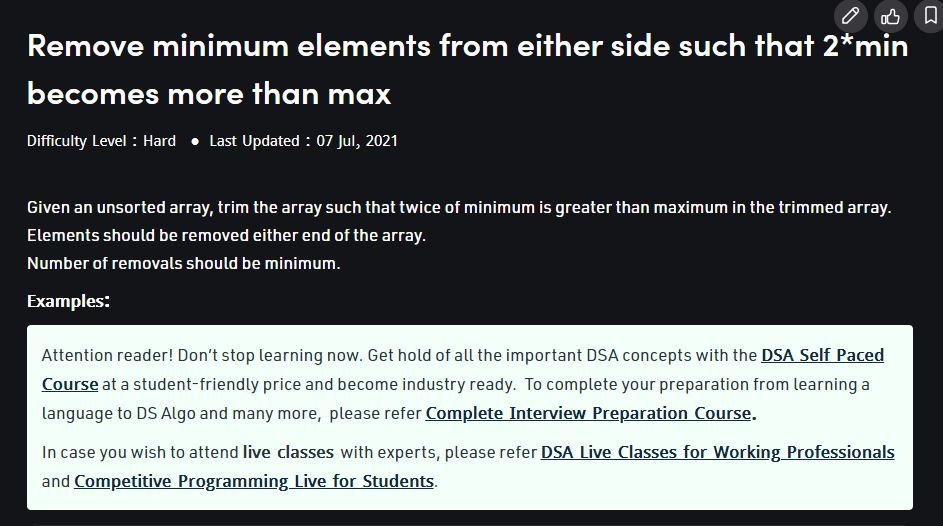 Remove minimum elements from either side such that 2*min
becomes more than max
Difficulty Level : Hard ● Last Updated : 07 Jul, 2021
Given an unsorted array, trim the array such that twice of minimum is greater than maximum in the trimmed array.
Elements should be removed either end of the array.
Number of removals should be minimum.
Examples:
Attention reader! Don’t stop learning now. Get hold of all the important DSA concepts with the DSA Self Paced
Course at a student-friendly price and become industry ready. To complete your preparation from learning a
language to DS Algo and many more, please refer Complete Interview Preparation Course.
In case you wish to attend live classes with experts, please refer DSA Live Classes for Working Professionals
and Competitive Programming Live for Students.